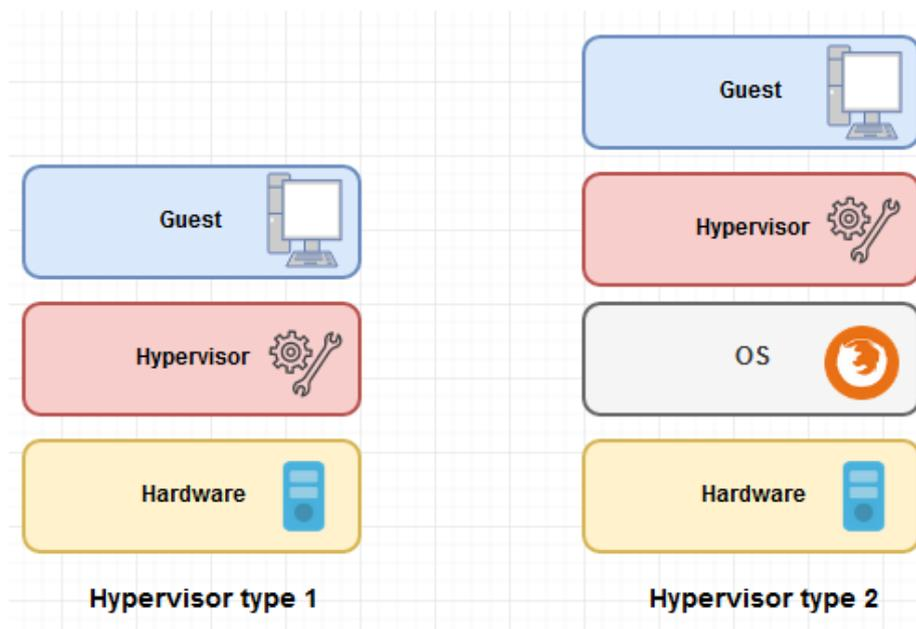 Guest
Hypervisor
Hardware
Hypervisor type 1
Guest
Hypervisor
OS
Hardware
Hypervisor type 2